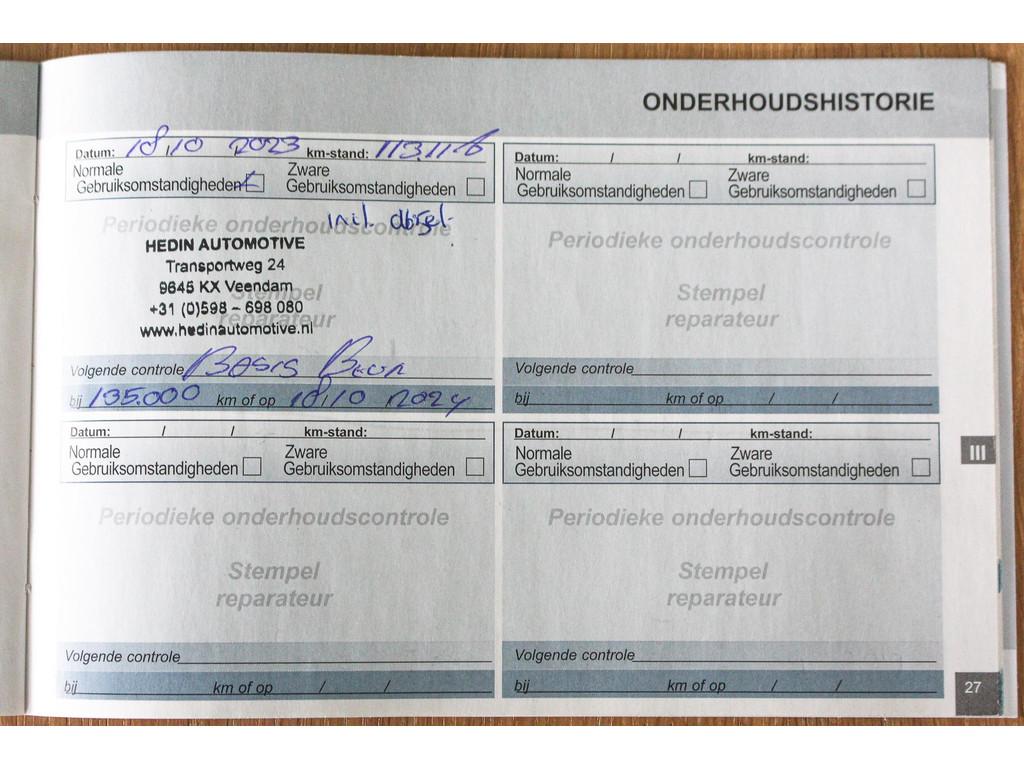 ONDERHOUDSHISTORIE
Datum: 18/10 2023 km-stand: 113.116
Normale Zware
Gebruiksomstandigheden Gebruiksomstandigheden
Periodieke onderhoudscontrole
incl.
HEDIN AUTOMOTIVE
Transportweg 24
9645 KX Veendam
Stempel
+31 (0)598 – 698 080
reparateur
www.hedinautomotive.nl
Volgende controle Basis Beurt
bij 135.000 km of op 18/10 2024
Datum: / / km-stand:
Normale Zware
Gebruiksomstandigheden Gebruiksomstandigheden
Periodieke onderhoudscontrole
Stempel
reparateur
Volgende controle
bij km of op / /
Datum: / / km-stand:
Normale Zware
Gebruiksomstandigheden Gebruiksomstandigheden
Periodieke onderhoudscontrole
Stempel
reparateur
Volgende controle
bij km of op / /
Datum: / / km-stand:
Normale Zware
Gebruiksomstandigheden Gebruiksomstandigheden
Periodieke onderhoudscontrole
Stempel
reparateur
Volgende controle
bij km of op / /
III
27